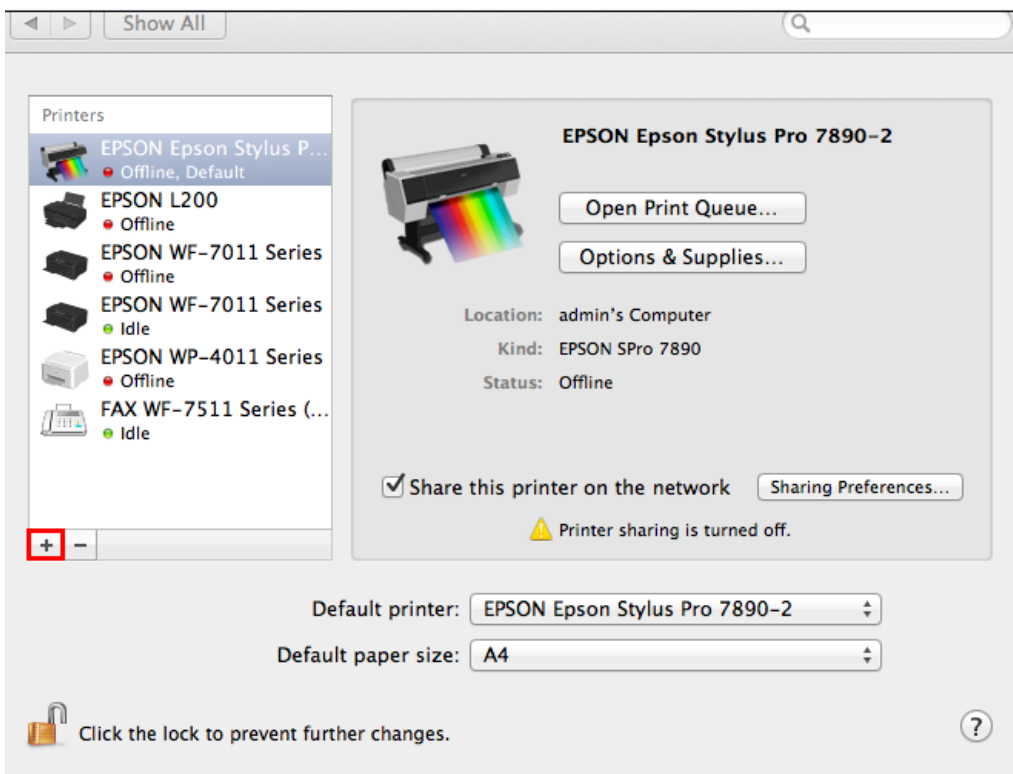 Show All
Printers
EPSON Epson Stylus P...
Offline, Default
EPSON L200
Offline
EPSON WF-7011 Series
Offline
EPSON WF-7011 Series
Idle
EPSON WP-4011 Series
Offline
FAX WF-7511 Series (...
Idle
+ −
EPSON Epson Stylus Pro 7890-2
Open Print Queue...
Options & Supplies...
Location: admin's Computer
Kind: EPSON SPro 7890
Status: Offline
Share this printer on the network Sharing Preferences...
Printer sharing is turned off.
Default printer: EPSON Epson Stylus Pro 7890-2
Default paper size: A4
Click the lock to prevent further changes. ?